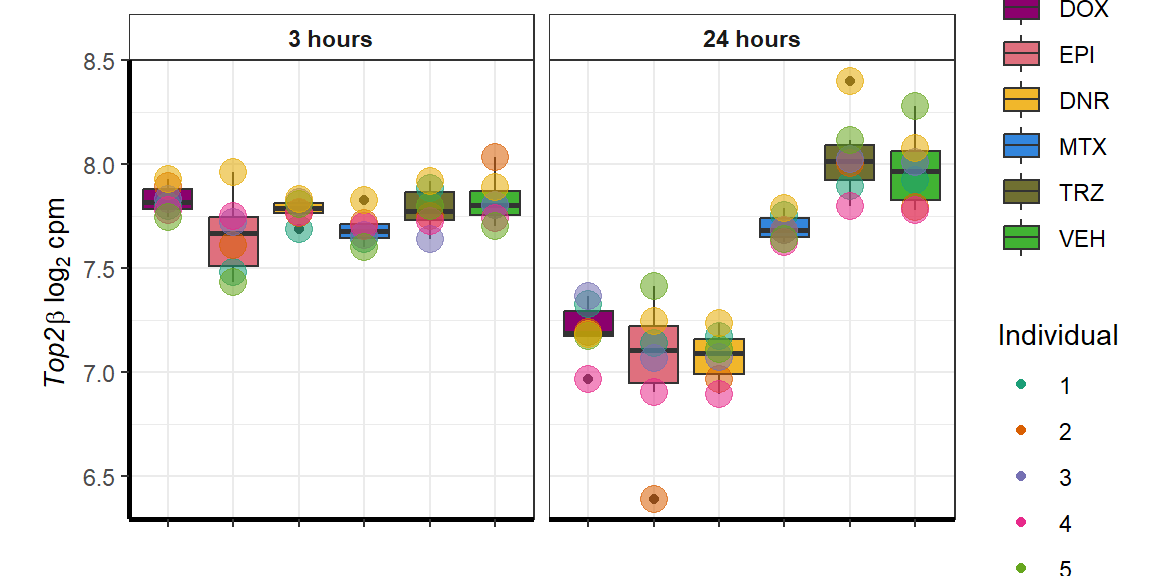 3 hours
24 hours
8.5
8.0
7.5
7.0
6.5
Top2β log₂ cpm
DOX
EPI
DNR
MTX
TRZ
VEH
Individual
1
2
3
4
5